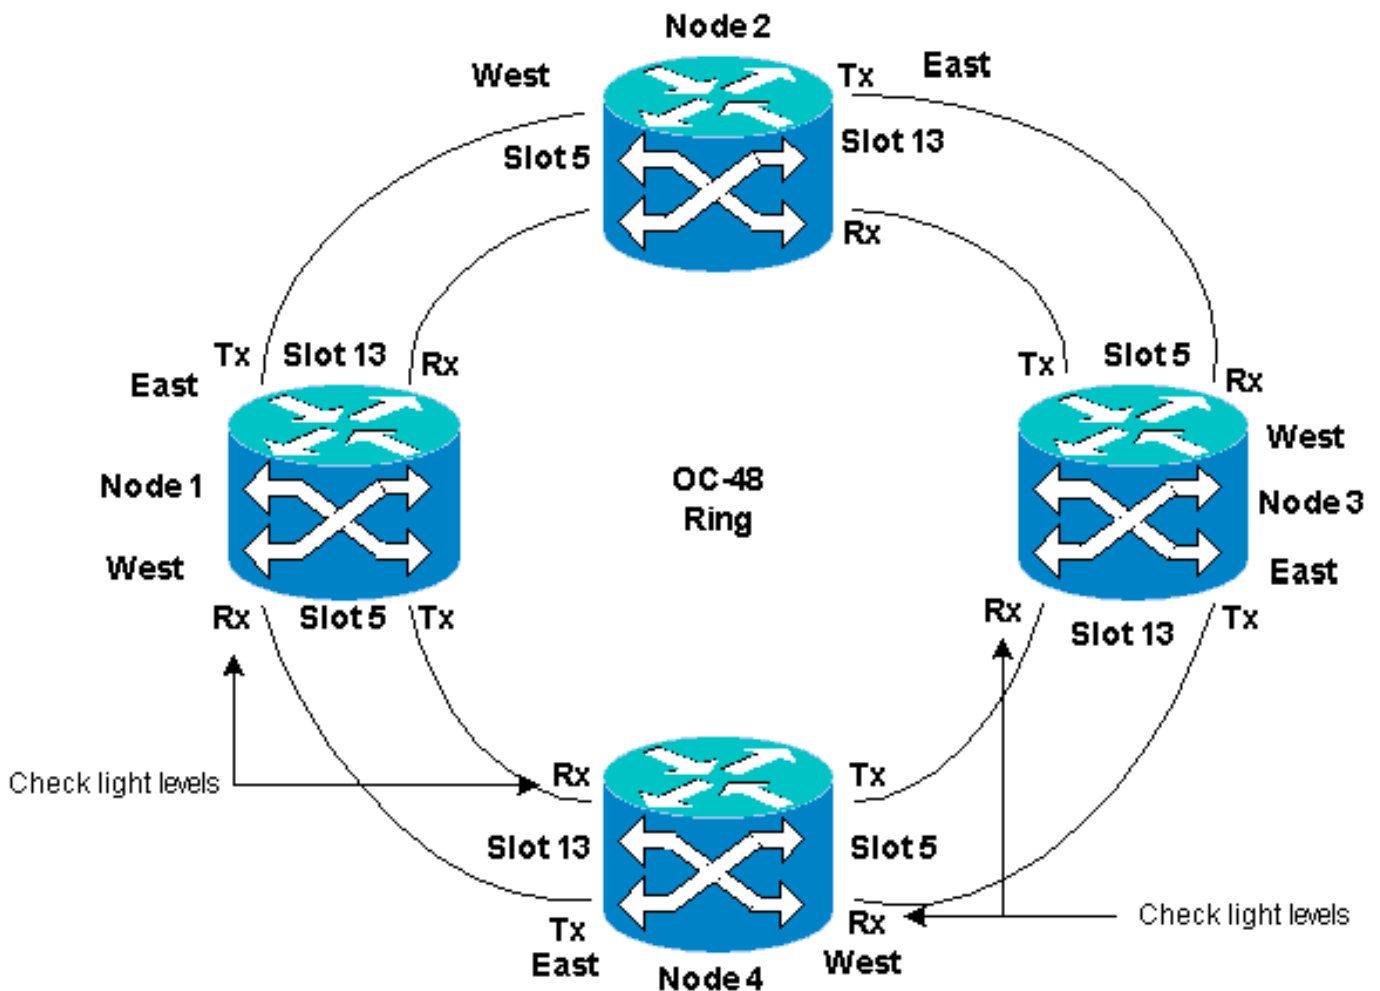 Node 2
West
Tx
East
Slot 5
Slot 13
Rx
Tx
Slot 13
Rx
East
Tx
Slot 5
Rx
West
Node 1
OC-48
Ring
Node 3
West
East
Rx
Slot 5
Tx
Rx
Slot 13
Tx
Check light levels
Rx
Tx
Slot 13
Slot 5
Tx
East
Rx
West
Check light levels
Node 4